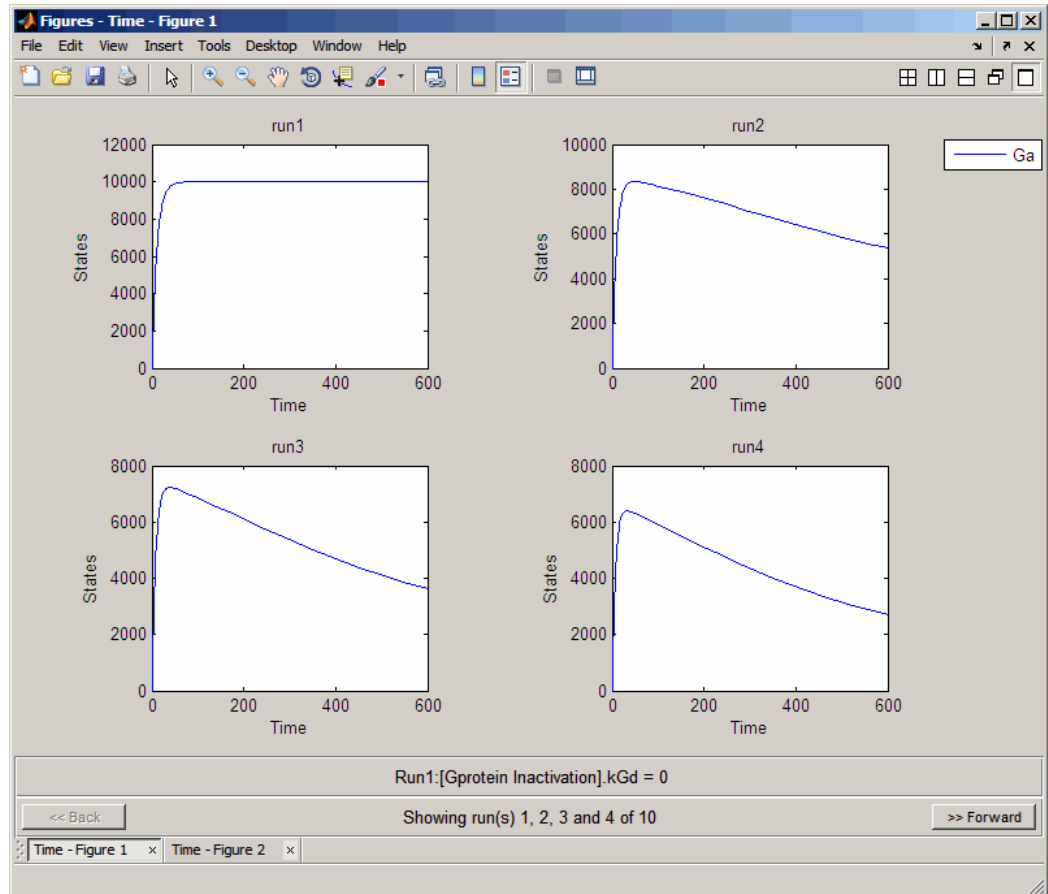 Figures - Time - Figure 1
File Edit View Insert Tools Desktop Window Help
run1
12000
10000
8000
6000
4000
2000
0
States
0 200 400 600
Time
run2
10000
8000
6000
4000
2000
0
States
0 200 400 600
Time
Ga
run3
8000
6000
4000
2000
0
States
0 200 400 600
Time
run4
8000
6000
4000
2000
0
States
0 200 400 600
Time
Run1:[Gprotein Inactivation].kGd = 0
<< Back Showing run(s) 1, 2, 3 and 4 of 10 >> Forward
Time - Figure 1 × Time - Figure 2 ×